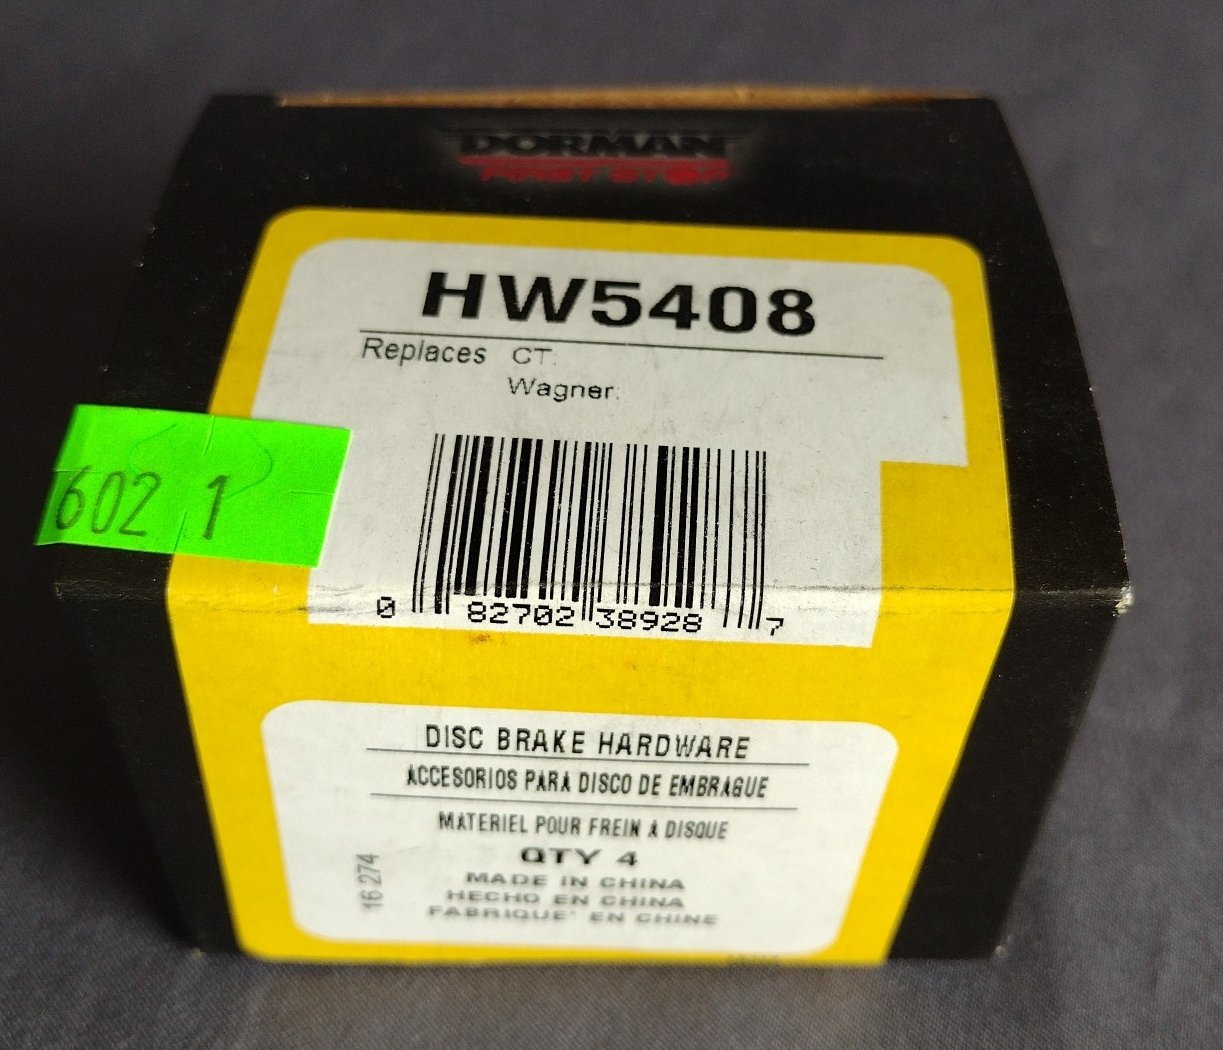 DORMAN
FIRST STOP
HW5408
Replaces CT:
Wagner:
602 1
0 82702 38928 7
DISC BRAKE HARDWARE
ACCESORIOS PARA DISCO DE EMBRAGUE
MATERIEL POUR FREIN A DISQUE
QTY 4
MADE IN CHINA
HECHO EN CHINA
FABRIQUE' EN CHINE
16 274